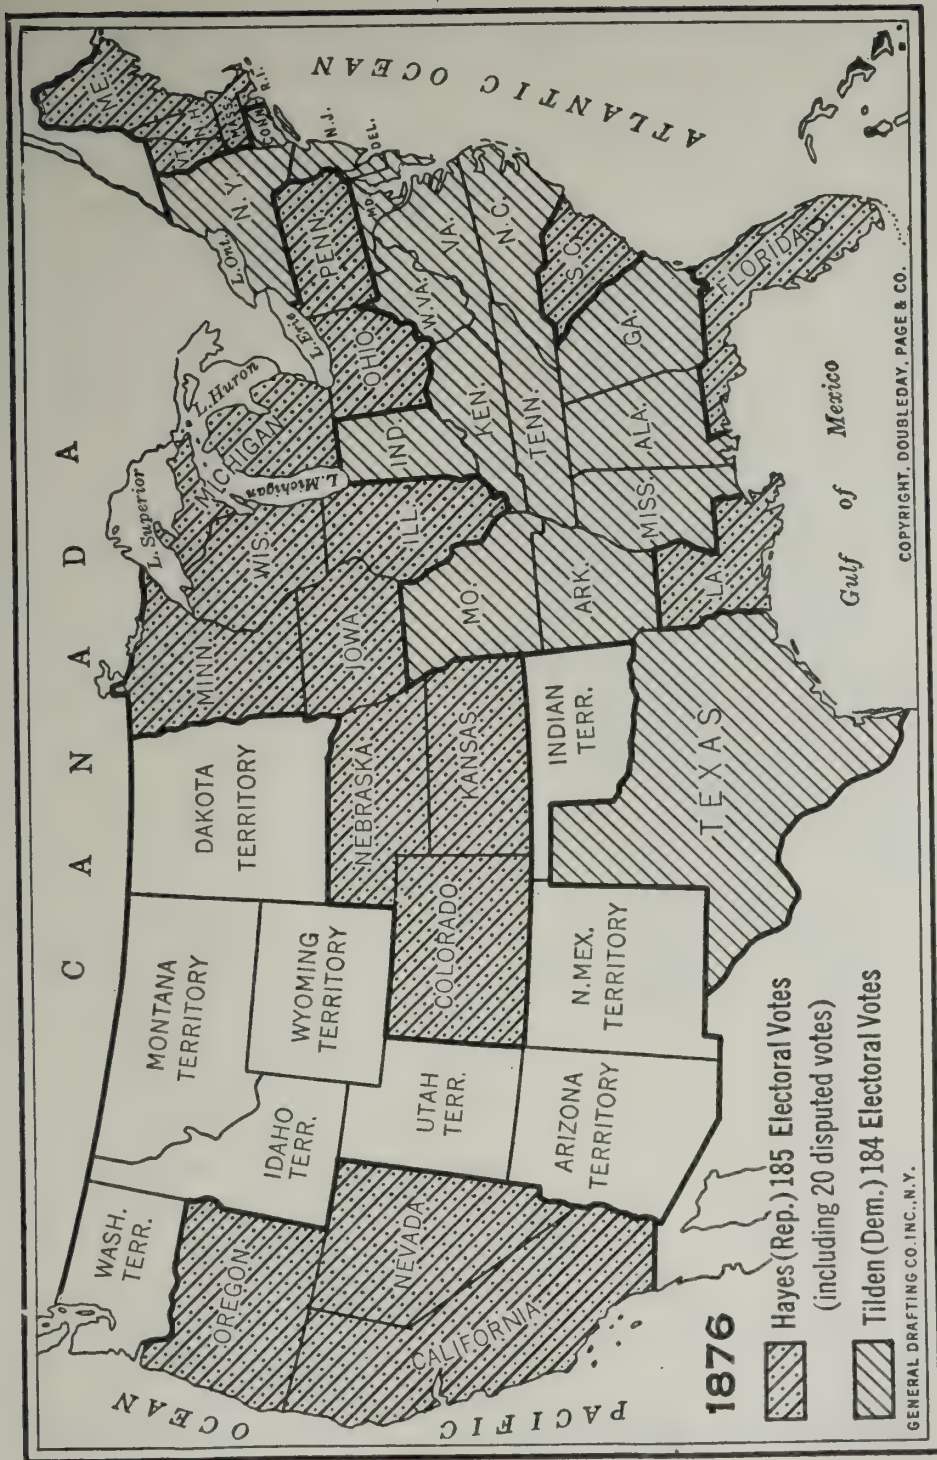 C A N A D A
WASH.
TERR.
MONTANA
TERRITORY
DAKOTA
TERRITORY
MINN.
L. Superior
WIS.
MICHIGAN
L. Michigan
L. Huron
L. Ont.
L. Erie
ME.
VT.
N.H.
MASS.
CONN.
R.I.
N.Y.
N.J.
PENN.
DEL.
MD.
OREGON
IDAHO
TERR.
WYOMING
TERRITORY
NEBRASKA
IOWA
ILL.
IND.
OHIO
W.VA.
VA.
NEVADA
UTAH
TERR.
COLORADO
KANSAS
MO.
KEN.
TENN.
N.C.
S.C.
CALIFORNIA
ARIZONA
TERRITORY
N.MEX.
TERRITORY
INDIAN
TERR.
ARK.
MISS.
ALA.
GA.
TEXAS
LA.
FLORIDA
PACIFIC
OCEAN
ATLANTIC OCEAN
Gulf of Mexico
1876
Hayes (Rep.) 185 Electoral Votes
(including 20 disputed votes)
Tilden (Dem.) 184 Electoral Votes
GENERAL DRAFTING CO.INC.,N.Y.
COPYRIGHT, DOUBLEDAY, PAGE & CO.